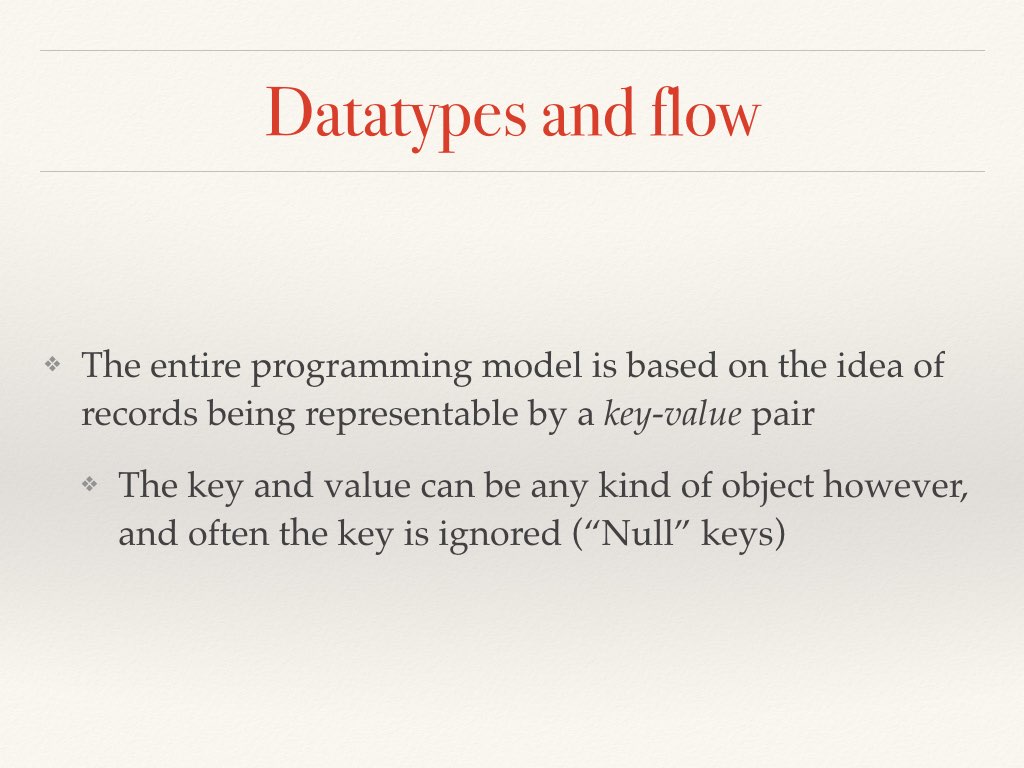 Datatypes and flow
❖ The entire programming model is based on the idea of
records being representable by a key-value pair
❖ The key and value can be any kind of object however,
and often the key is ignored (“Null” keys)